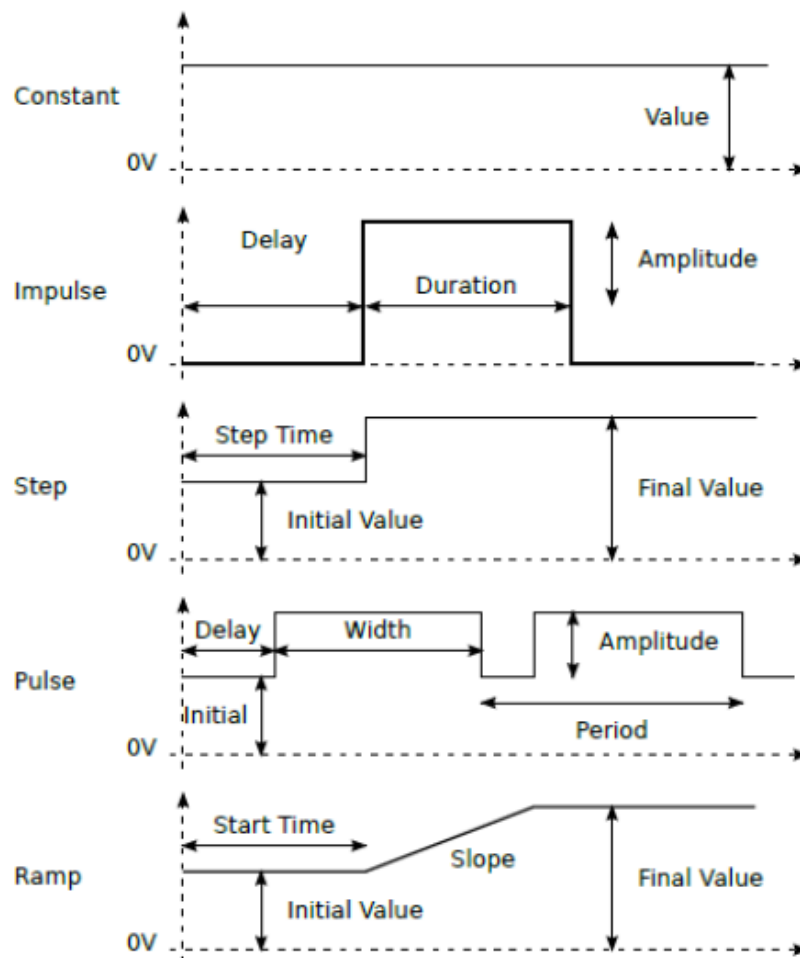 Constant
Value
0V
Delay
Amplitude
Duration
Impulse
0V
Step Time
Step
Final Value
Initial Value
0V
Delay
Width
Amplitude
Pulse
Initial
Period
0V
Start Time
Slope
Ramp
Final Value
Initial Value
0V